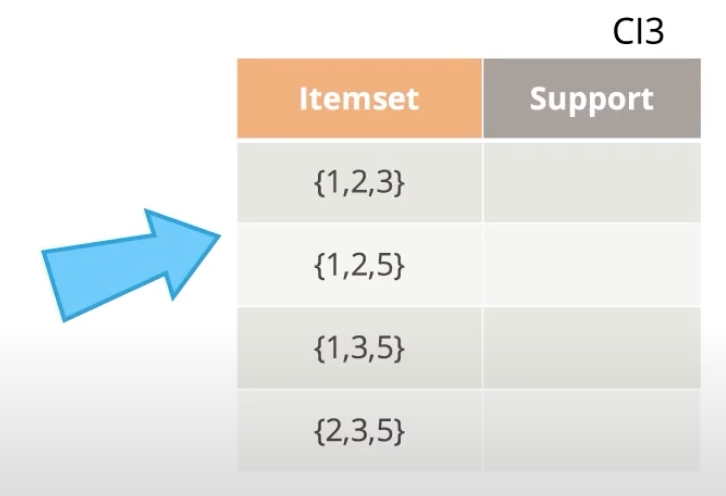 CI3
Itemset Support
{1,2,3}
{1,2,5}
{1,3,5}
{2,3,5}